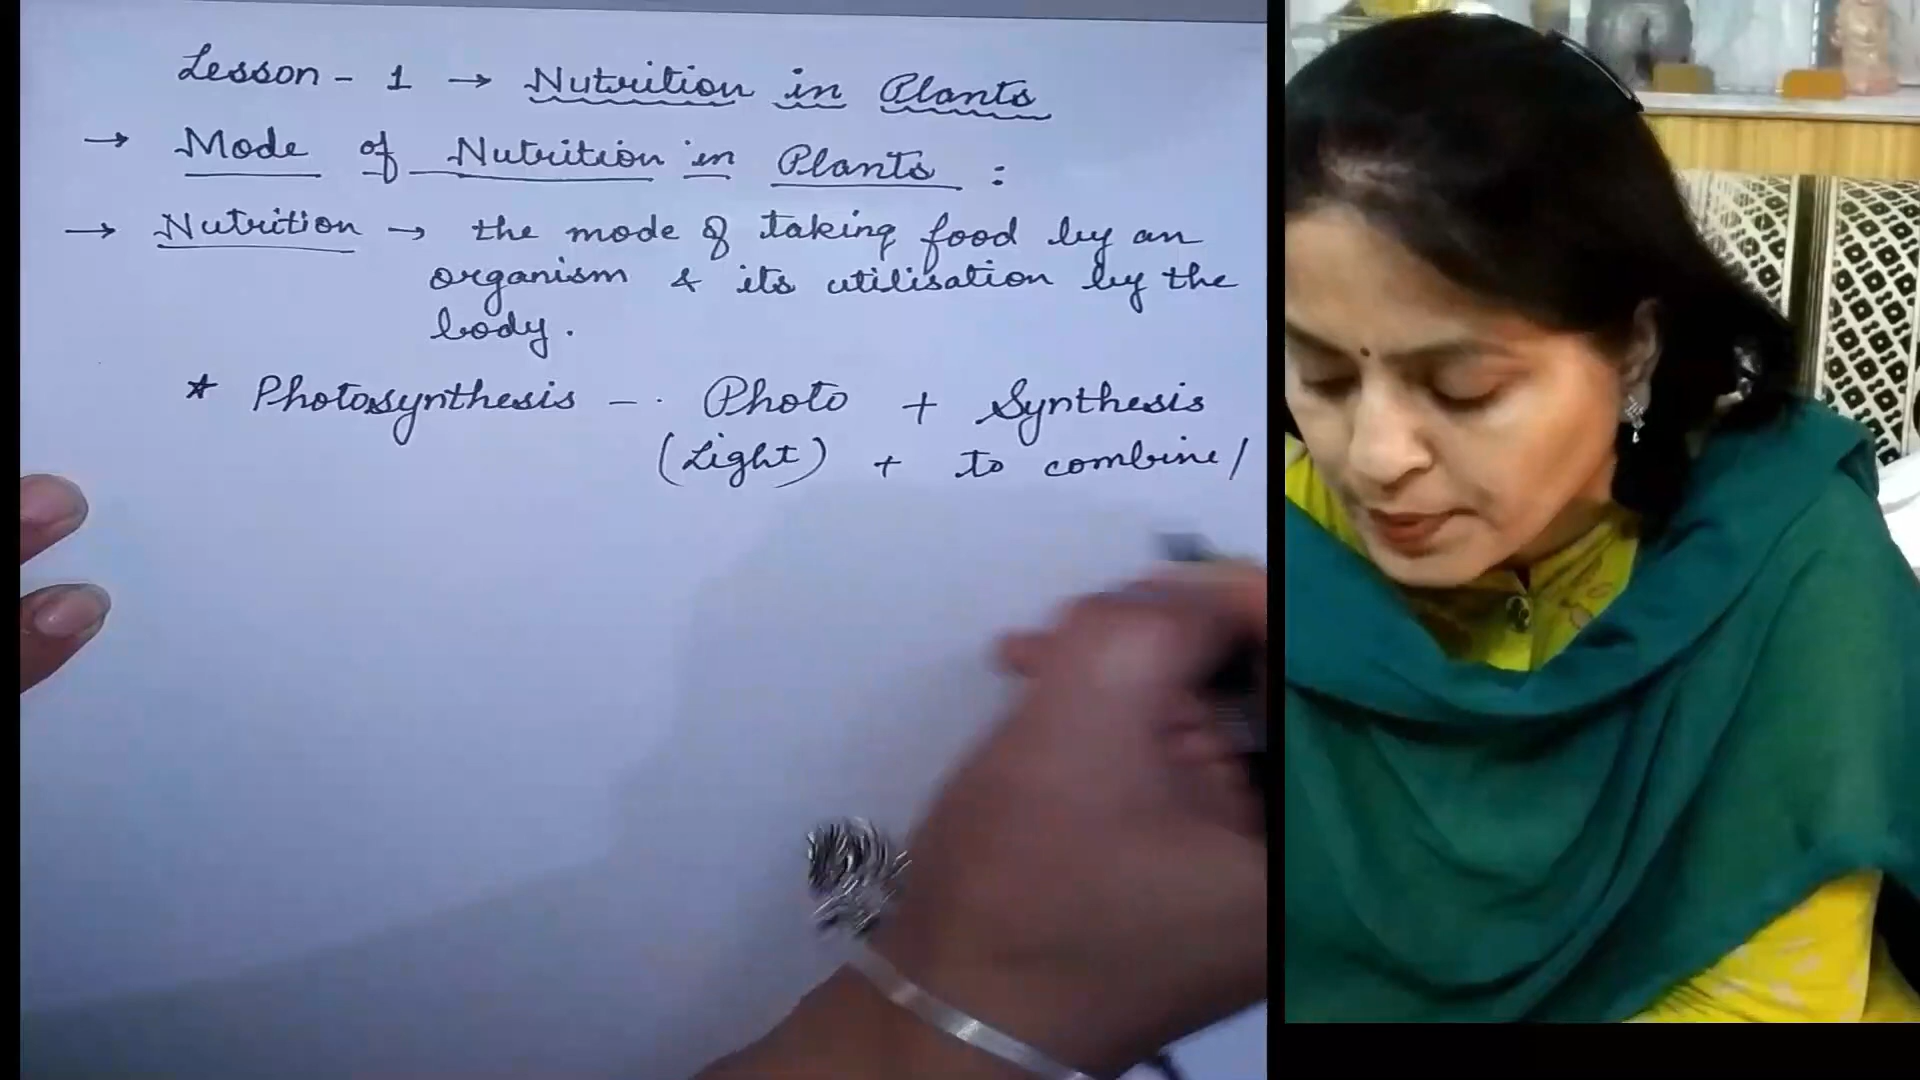 Lesson - 1 → Nutrition in Plants
→ Mode of Nutrition in Plants :
→ Nutrition → the mode of taking food by an
organism & its utilisation by the
body.
* Photosynthesis - . Photo + Synthesis
(Light) + to combine/